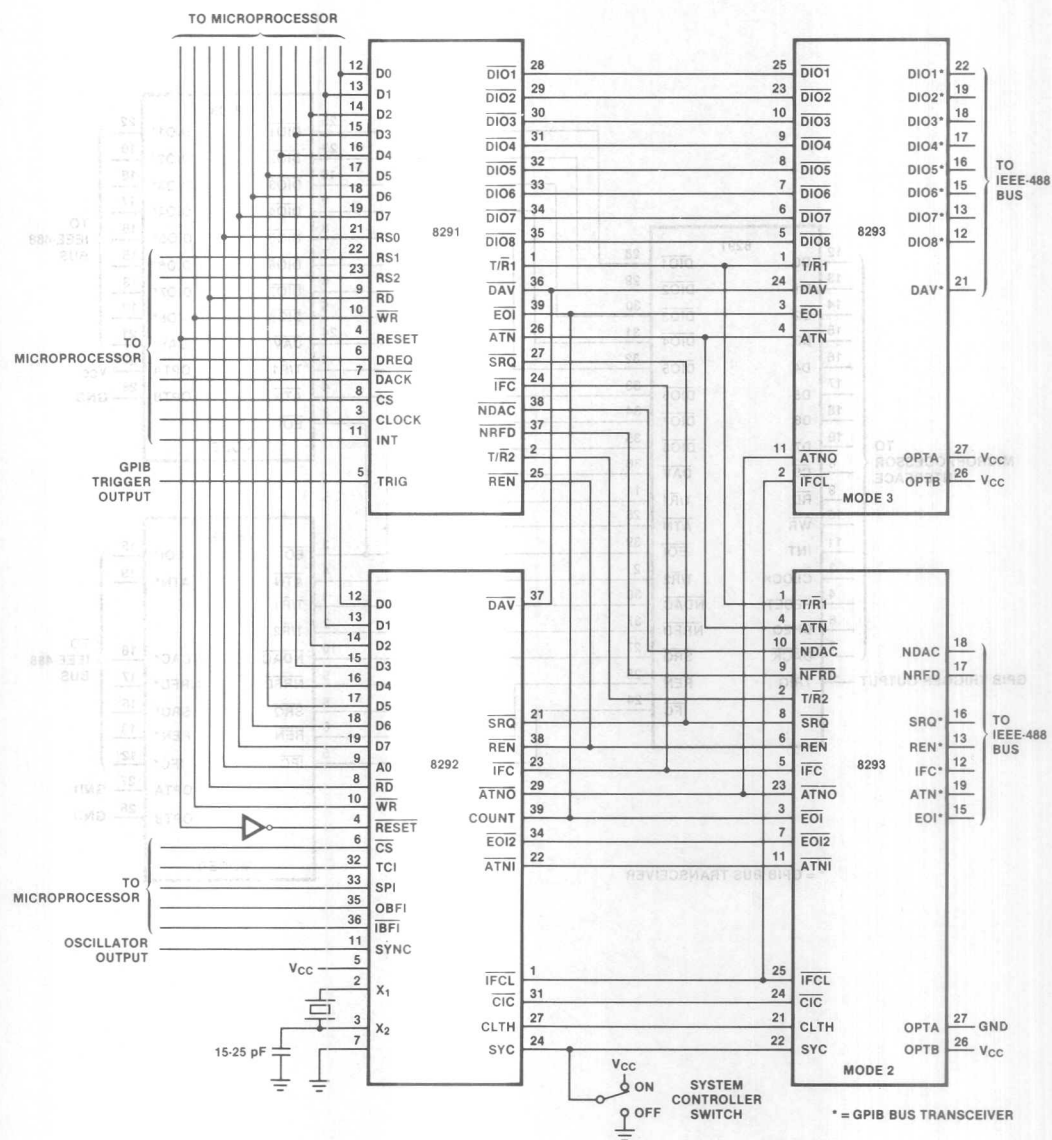 TO MICROPROCESSOR
12 D0
13 D1
14 D2
15 D3
16 D4
17 D5
18 D6
19 D7
21 RS0
22 RS1
23 RS2
9 RD
10 WR
4 RESET
6 DREQ
7 DACK
8 CS
3 CLOCK
11 INT
5 TRIG
TO
MICROPROCESSOR
GPIB
TRIGGER
OUTPUT
8291
DIO1 28
DIO2 29
DIO3 30
DIO4 31
DIO5 32
DIO6 33
DIO7 34
DIO8 35
T/R1 1
DAV 36
EOI 39
ATN 26
SRQ 27
IFC 24
NDAC 38
NRFD 37
T/R2 2
REN 25
25 DIO1
23 DIO2
10 DIO3
9 DIO4
8 DIO5
7 DIO6
6 DIO7
5 DIO8
1 T/R1
24 DAV
3 EOI
4 ATN
11 ATNO
2 IFCL
8293
MODE 3
DIO1* 22
DIO2* 19
DIO3* 18
DIO4* 17
DIO5* 16
DIO6* 15
DIO7* 13
DIO8* 12
DAV* 21
OPTA 27 VCC
OPTB 26 VCC
TO
IEEE-488
BUS
12 D0
13 D1
14 D2
15 D3
16 D4
17 D5
18 D6
19 D7
9 A0
8 RD
10 WR
4 RESET
6 CS
32 TCI
33 SPI
35 OBFI
36 IBFI
11 SYNC
VCC 5
2 X1
3 X2
7
15-25 pF
TO
MICROPROCESSOR
OSCILLATOR
OUTPUT
8292
DAV 37
SRQ 21
REN 38
IFC 23
ATNO 29
COUNT 39
EOI2 34
ATNI 22
IFCL 1
CIC 31
CLTH 27
SYC 24
1 T/R1
4 ATN
10 NDAC
9 NFRD
2 T/R2
8 SRQ
6 REN
5 IFC
23 ATNO
3 EOI
7 EOI2
11 ATNI
25 IFCL
24 CIC
21 CLTH
22 SYC
8293
MODE 2
NDAC 18
NRFD 17
SRQ* 16
REN* 13
IFC* 12
ATN* 19
EOI* 15
OPTA 27 GND
OPTB 26 VCC
TO
IEEE-488
BUS
VCC
ON
OFF
SYSTEM
CONTROLLER
SWITCH
* = GPIB BUS TRANSCEIVER